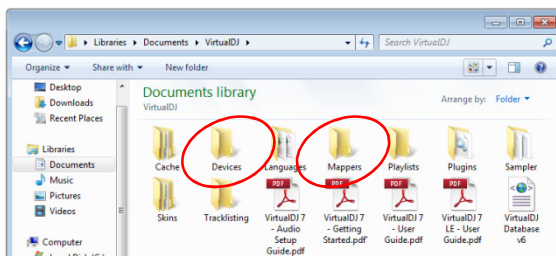 Libraries ▸ Documents ▸ VirtualDJ ▸
Search VirtualDJ
Organize Share with New folder
Desktop
Downloads
Recent Places
Libraries
Documents
Music
Pictures
Videos
Computer
Documents library
VirtualDJ
Arrange by: Folder
Cache Devices Languages Mappers Playlists Plugins Sampler
Skins Tracklisting VirtualDJ 7 - Audio Setup Guide.pdf VirtualDJ 7 - Getting Started.pdf VirtualDJ 7 - User Guide.pdf VirtualDJ 7 LE - User Guide.pdf VirtualDJ Database v6
PDF PDF PDF PDF